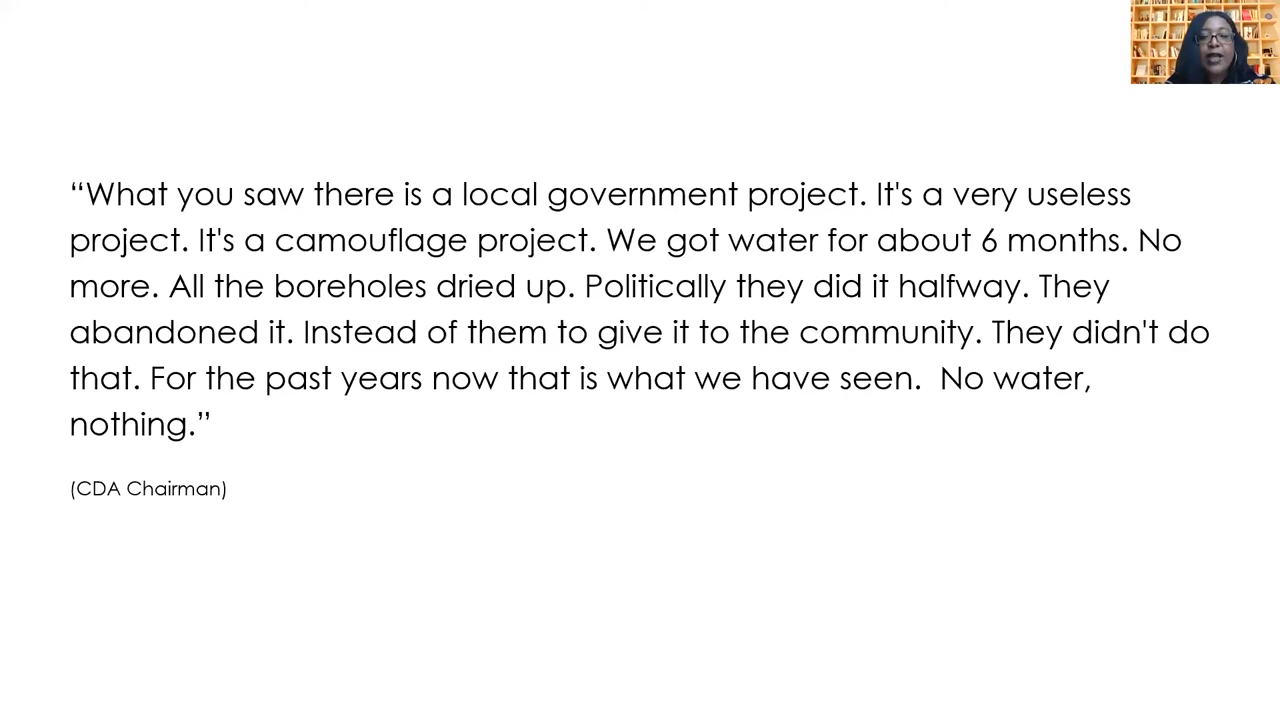 “What you saw there is a local government project. It's a very useless
project. It's a camouflage project. We got water for about 6 months. No
more. All the boreholes dried up. Politically they did it halfway. They
abandoned it. Instead of them to give it to the community. They didn't do
that. For the past years now that is what we have seen.  No water,
nothing.”
(CDA Chairman)